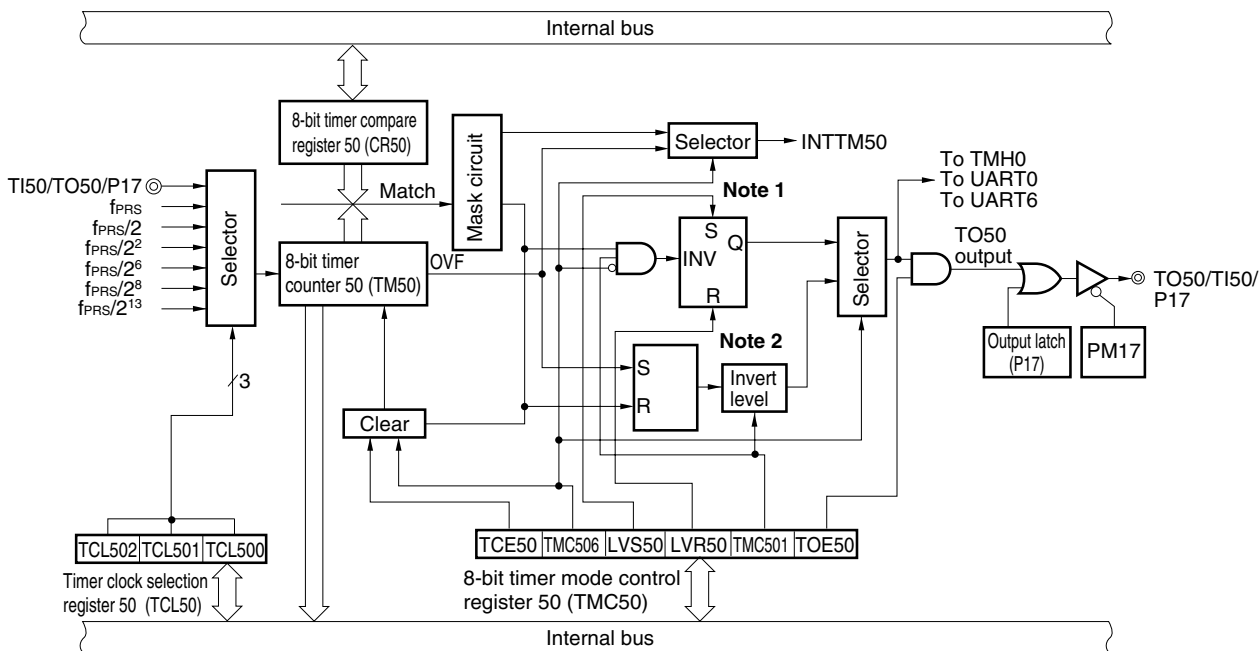 Internal bus
8-bit timer compare
register 50 (CR50)
Mask circuit
Selector
INTTM50
To TMH0
To UART0
To UART6
TI50/TO50/P17
Match
Note 1
fPRS
fPRS/2
fPRS/2²
fPRS/2⁶
fPRS/2⁸
fPRS/2¹³
Selector
8-bit timer
counter 50 (TM50)
OVF
S
Q
INV
R
Selector
TO50
output
TO50/TI50/
P17
Note 2
Output latch
(P17)
PM17
S
R
Invert
level
3
Clear
TCL502 TCL501 TCL500
TCE50 TMC506 LVS50 LVR50 TMC501 TOE50
Timer clock selection
register 50 (TCL50)
8-bit timer mode control
register 50 (TMC50)
Internal bus